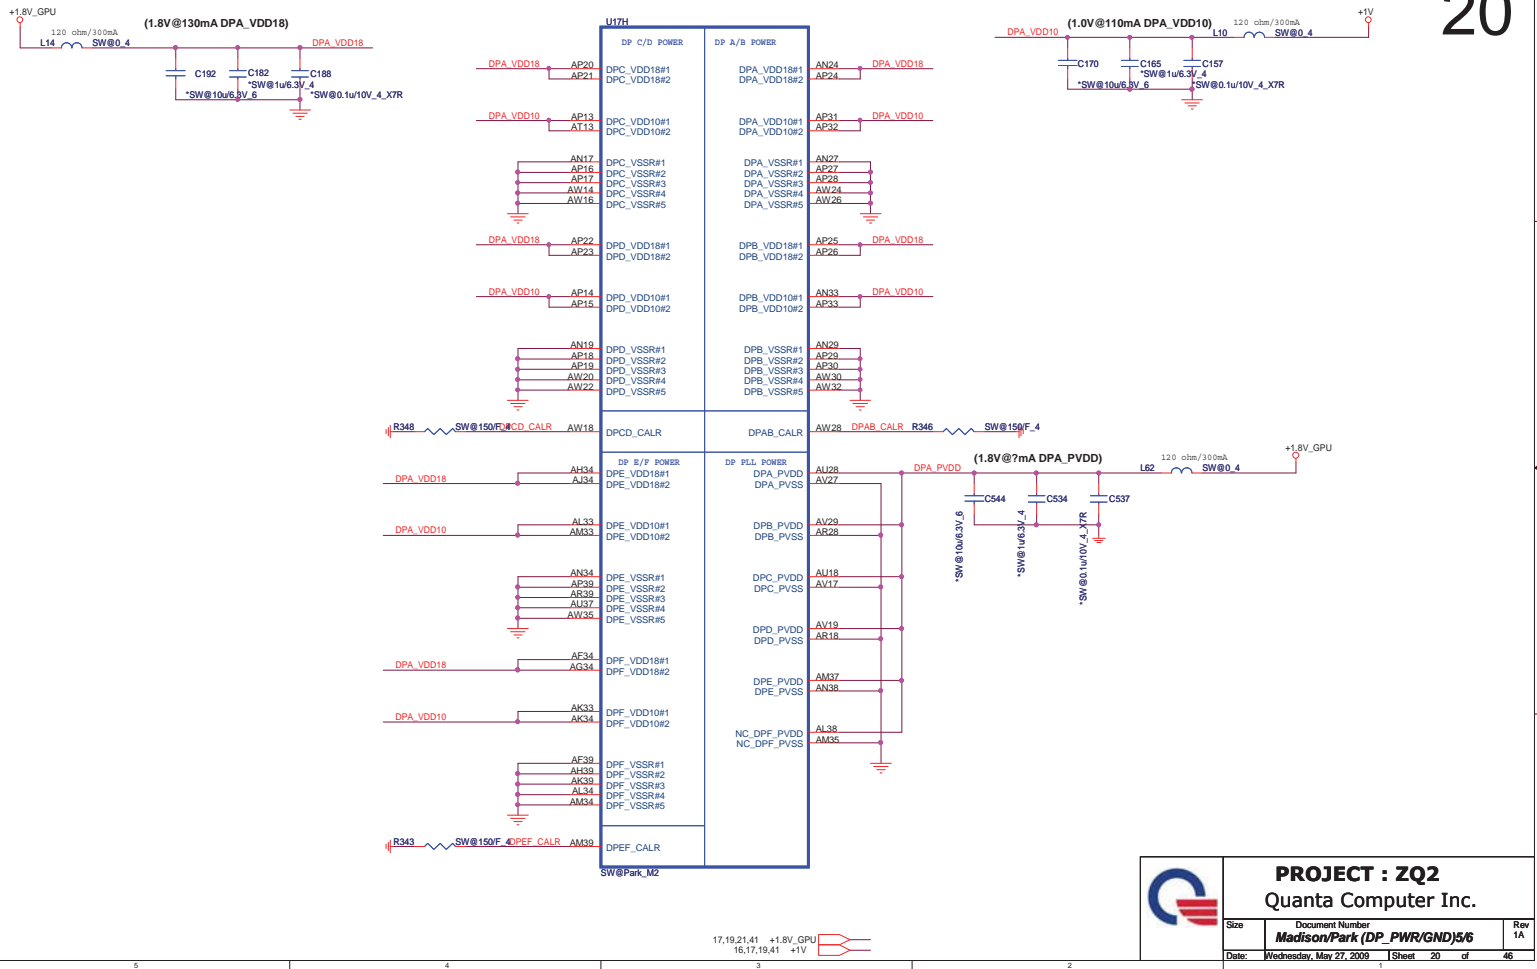 20
+1.8V_GPU
(1.8V@130mA DPA_VDD18)
120 ohm/300mA
L14
SW@0_4
DPA_VDD18
C192
C182
C188
*SW@10u/6.3V_6
*SW@1u/6.3V_4
*SW@0.1u/10V_4_X7R
(1.0V@110mA DPA_VDD10)
120 ohm/300mA
+1V
DPA_VDD10
L10
SW@0_4
C170
C165
C157
*SW@10u/6.3V_6
*SW@1u/6.3V_4
*SW@0.1u/10V_4_X7R
U17H
DP C/D POWER
DP A/B POWER
DPA_VDD18 AP20 DPC_VDD18#1
AP21 DPC_VDD18#2
DPA_VDD10 AP13 DPC_VDD10#1
AT13 DPC_VDD10#2
AN17 DPC_VSSR#1
AP16 DPC_VSSR#2
AP17 DPC_VSSR#3
AW14 DPC_VSSR#4
AW16 DPC_VSSR#5
DPA_VDD18 AP22 DPD_VDD18#1
AP23 DPD_VDD18#2
DPA_VDD10 AP14 DPD_VDD10#1
AP15 DPD_VDD10#2
AN19 DPD_VSSR#1
AP18 DPD_VSSR#2
AP19 DPD_VSSR#3
AW20 DPD_VSSR#4
AW22 DPD_VSSR#5
R348 SW@150/F_4 DPCD_CALR AW18 DPCD_CALR
DPA_VDD18#1 AN24 DPA_VDD18
DPA_VDD18#2 AP24
DPA_VDD10#1 AP31 DPA_VDD10
DPA_VDD10#2 AP32
DPA_VSSR#1 AN27
DPA_VSSR#2 AP27
DPA_VSSR#3 AP28
DPA_VSSR#4 AW24
DPA_VSSR#5 AW26
DPB_VDD18#1 AP25 DPA_VDD18
DPB_VDD18#2 AP26
DPB_VDD10#1 AN33 DPA_VDD10
DPB_VDD10#2 AP33
DPB_VSSR#1 AN29
DPB_VSSR#2 AP29
DPB_VSSR#3 AP30
DPB_VSSR#4 AW30
DPB_VSSR#5 AW32
DPAB_CALR AW28 DPAB_CALR R346 SW@150/F_4
DP E/F POWER
DP PLL POWER
AH34 DPE_VDD18#1
DPA_VDD18 AJ34 DPE_VDD18#2
AL33 DPE_VDD10#1
DPA_VDD10 AM33 DPE_VDD10#2
AN34 DPE_VSSR#1
AP39 DPE_VSSR#2
AR39 DPE_VSSR#3
AU37 DPE_VSSR#4
AW35 DPE_VSSR#5
AF34 DPF_VDD18#1
DPA_VDD18 AG34 DPF_VDD18#2
AK33 DPF_VDD10#1
DPA_VDD10 AK34 DPF_VDD10#2
AF39 DPF_VSSR#1
AH39 DPF_VSSR#2
AK39 DPF_VSSR#3
AL34 DPF_VSSR#4
AM34 DPF_VSSR#5
R343 SW@150/F_4 DPEF_CALR AM39 DPEF_CALR
SW@Park_M2
DPA_PVDD AU28 DPA_PVDD
DPA_PVSS AV27
DPB_PVDD AV29
DPB_PVSS AR28
DPC_PVDD AU18
DPC_PVSS AV17
DPD_PVDD AV19
DPD_PVSS AR18
DPE_PVDD AM37
DPE_PVSS AN38
NC_DPF_PVDD AL38
NC_DPF_PVSS AM35
(1.8V@?mA DPA_PVDD)
120 ohm/300mA
+1.8V_GPU
L62
SW@0_4
C544
C534
C537
*SW@10u/6.3V_6
*SW@1u/6.3V_4
*SW@0.1u/10V_4_X7R
17,19,21,41 +1.8V_GPU
16,17,19,41 +1V
PROJECT : ZQ2
Quanta Computer Inc.
Size
Document Number
Rev
Madison/Park (DP_PWR/GND)5/6
1A
Date: Wednesday, May 27, 2009 Sheet 20 of 46
5 4 3 2 1